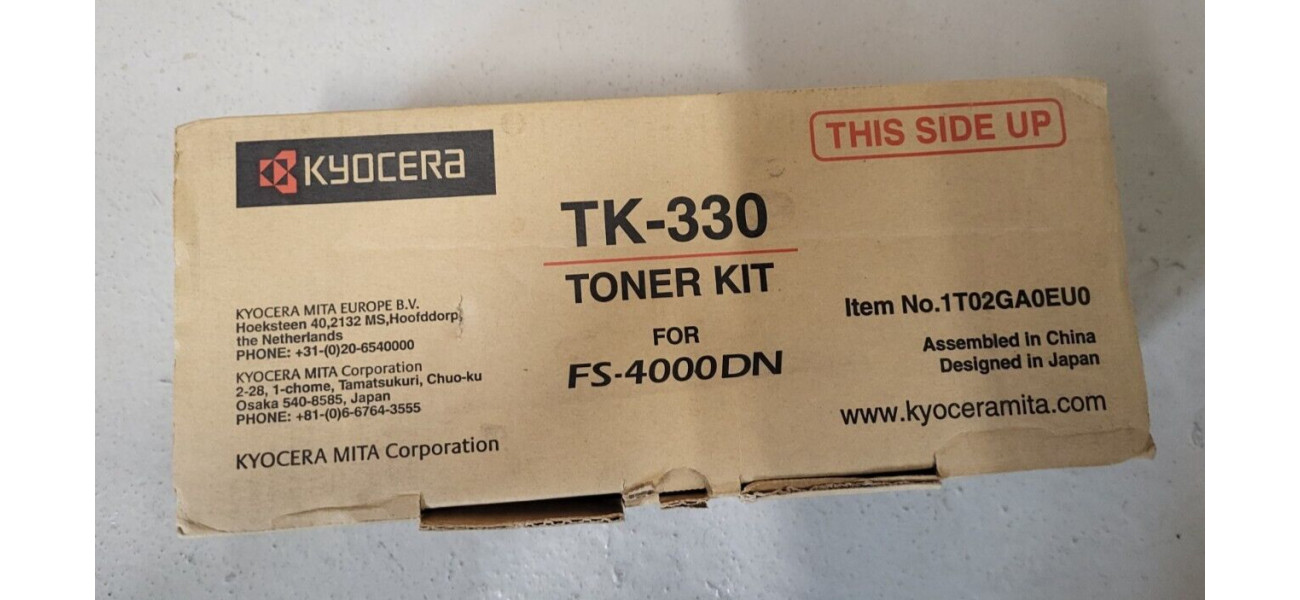 KYOCERA
THIS SIDE UP
TK-330
TONER KIT
FOR
FS-4000DN
KYOCERA MITA EUROPE B.V.
Hoeksteen 40,2132 MS,Hoofddorp,
the Netherlands
PHONE: +31-(0)20-6540000
KYOCERA MITA Corporation
2-28, 1-chome, Tamatsukuri, Chuo-ku
Osaka 540-8585, Japan
PHONE: +81-(0)6-6764-3555
KYOCERA MITA Corporation
Item No.1T02GA0EU0
Assembled in China
Designed in Japan
www.kyoceramita.com